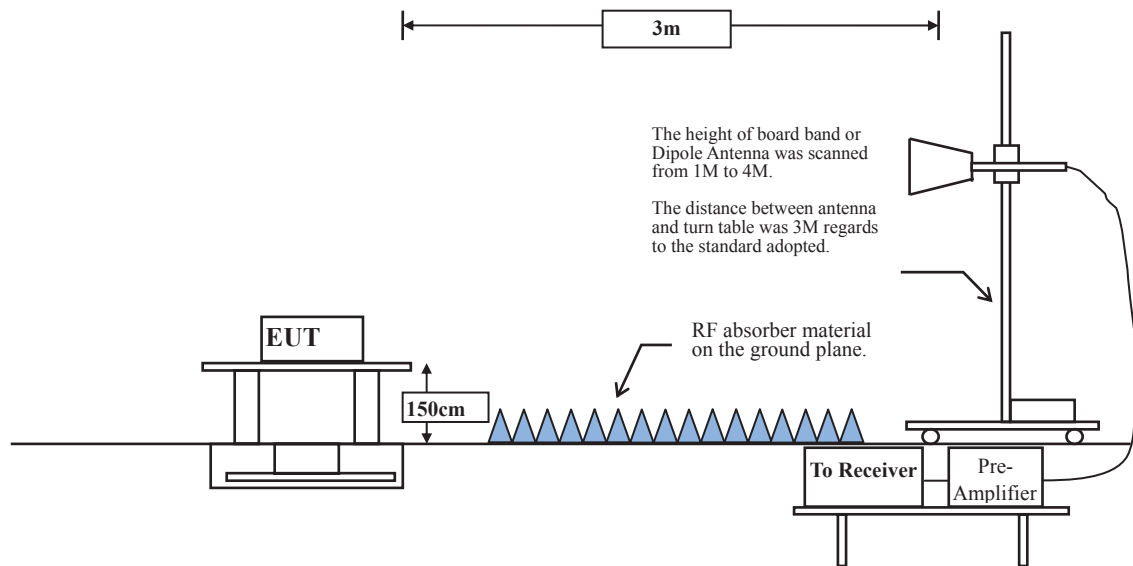 3m
The height of board band or
Dipole Antenna was scanned
from 1M to 4M.
The distance between antenna
and turn table was 3M regards
to the standard adopted.
EUT
RF absorber material
on the ground plane.
150cm
To Receiver
Pre-
Amplifier